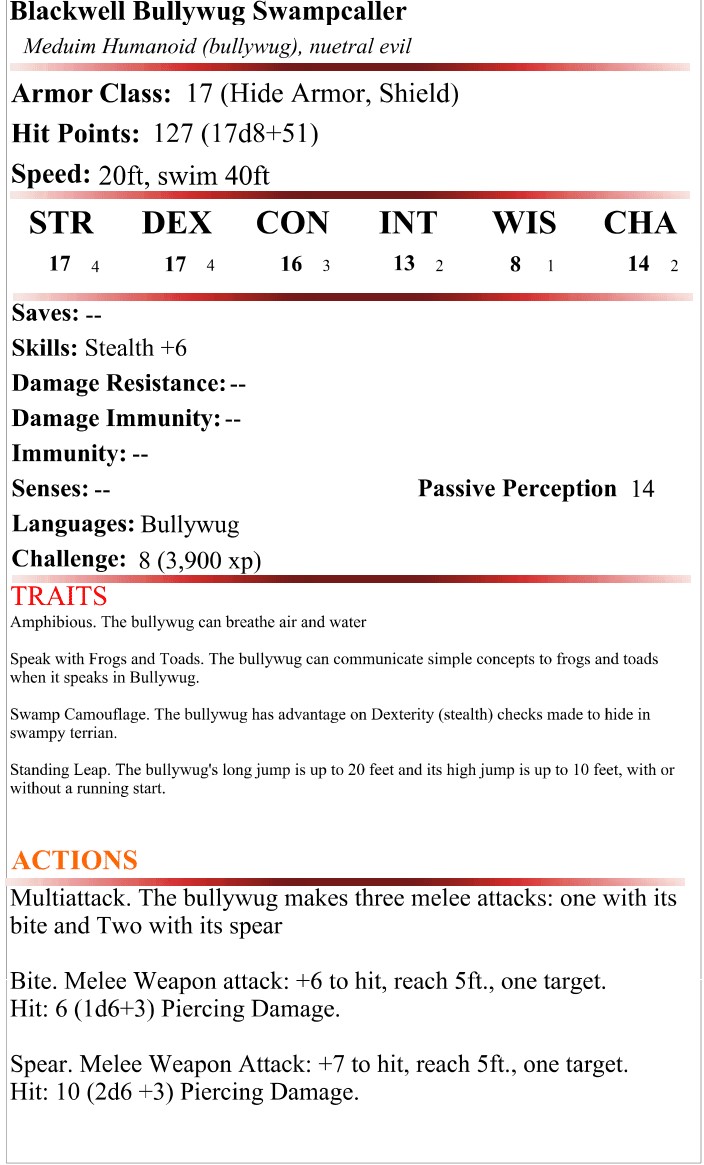 Blackwell Bullywug Swampcaller
Meduim Humanoid (bullywug), nuetral evil
Armor Class: 17 (Hide Armor, Shield)
Hit Points: 127 (17d8+51)
Speed: 20ft, swim 40ft
STR DEX CON INT WIS CHA
17 4 17 4 16 3 13 2 8 1 14 2
Saves: --
Skills: Stealth +6
Damage Resistance: --
Damage Immunity: --
Immunity: --
Senses: -- Passive Perception 14
Languages: Bullywug
Challenge: 8 (3,900 xp)
TRAITS
Amphibious. The bullywug can breathe air and water
Speak with Frogs and Toads. The bullywug can communicate simple concepts to frogs and toads
when it speaks in Bullywug.
Swamp Camouflage. The bullywug has advantage on Dexterity (stealth) checks made to hide in
swampy terrian.
Standing Leap. The bullywug's long jump is up to 20 feet and its high jump is up to 10 feet, with or
without a running start.
ACTIONS
Multiattack. The bullywug makes three melee attacks: one with its
bite and Two with its spear
Bite. Melee Weapon attack: +6 to hit, reach 5ft., one target.
Hit: 6 (1d6+3) Piercing Damage.
Spear. Melee Weapon Attack: +7 to hit, reach 5ft., one target.
Hit: 10 (2d6 +3) Piercing Damage.